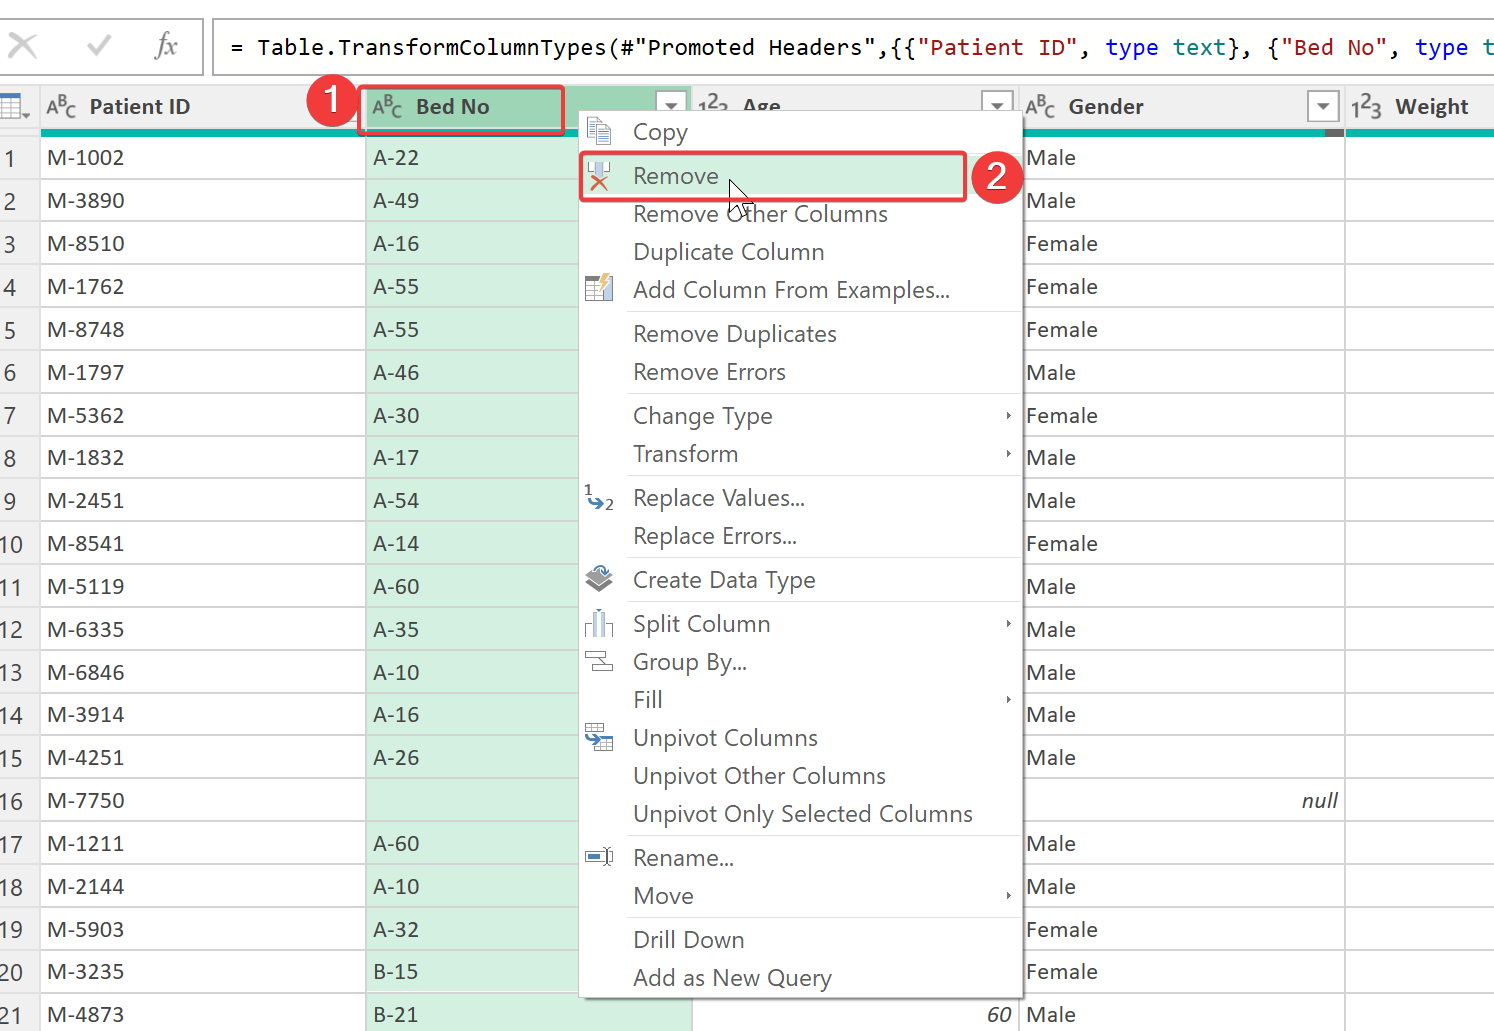 fx = Table.TransformColumnTypes(#"Promoted Headers",{{"Patient ID", type text}, {"Bed No", type t
ABC Patient ID 1 ABC Bed No 123 Age ABC Gender 123 Weight
Copy
1 M-1002 A-22 Male
Remove 2
2 M-3890 A-49 Male
Remove Other Columns
3 M-8510 A-16 Female
Duplicate Column
4 M-1762 A-55 Add Column From Examples... Female
5 M-8748 A-55 Remove Duplicates Female
6 M-1797 A-46 Remove Errors Male
7 M-5362 A-30 Change Type Female
8 M-1832 A-17 Transform Male
9 M-2451 A-54 1 2 Replace Values... Male
10 M-8541 A-14 Replace Errors... Female
11 M-5119 A-60 Create Data Type Male
12 M-6335 A-35 Split Column Male
13 M-6846 A-10 Group By... Male
Fill
14 M-3914 A-16 Male
Unpivot Columns
15 M-4251 A-26 Male
Unpivot Other Columns
16 M-7750 null
Unpivot Only Selected Columns
17 M-1211 A-60 Rename... Male
18 M-2144 A-10 Move Male
19 M-5903 A-32 Drill Down Female
20 M-3235 B-15 Add as New Query Female
21 M-4873 B-21 60 Male